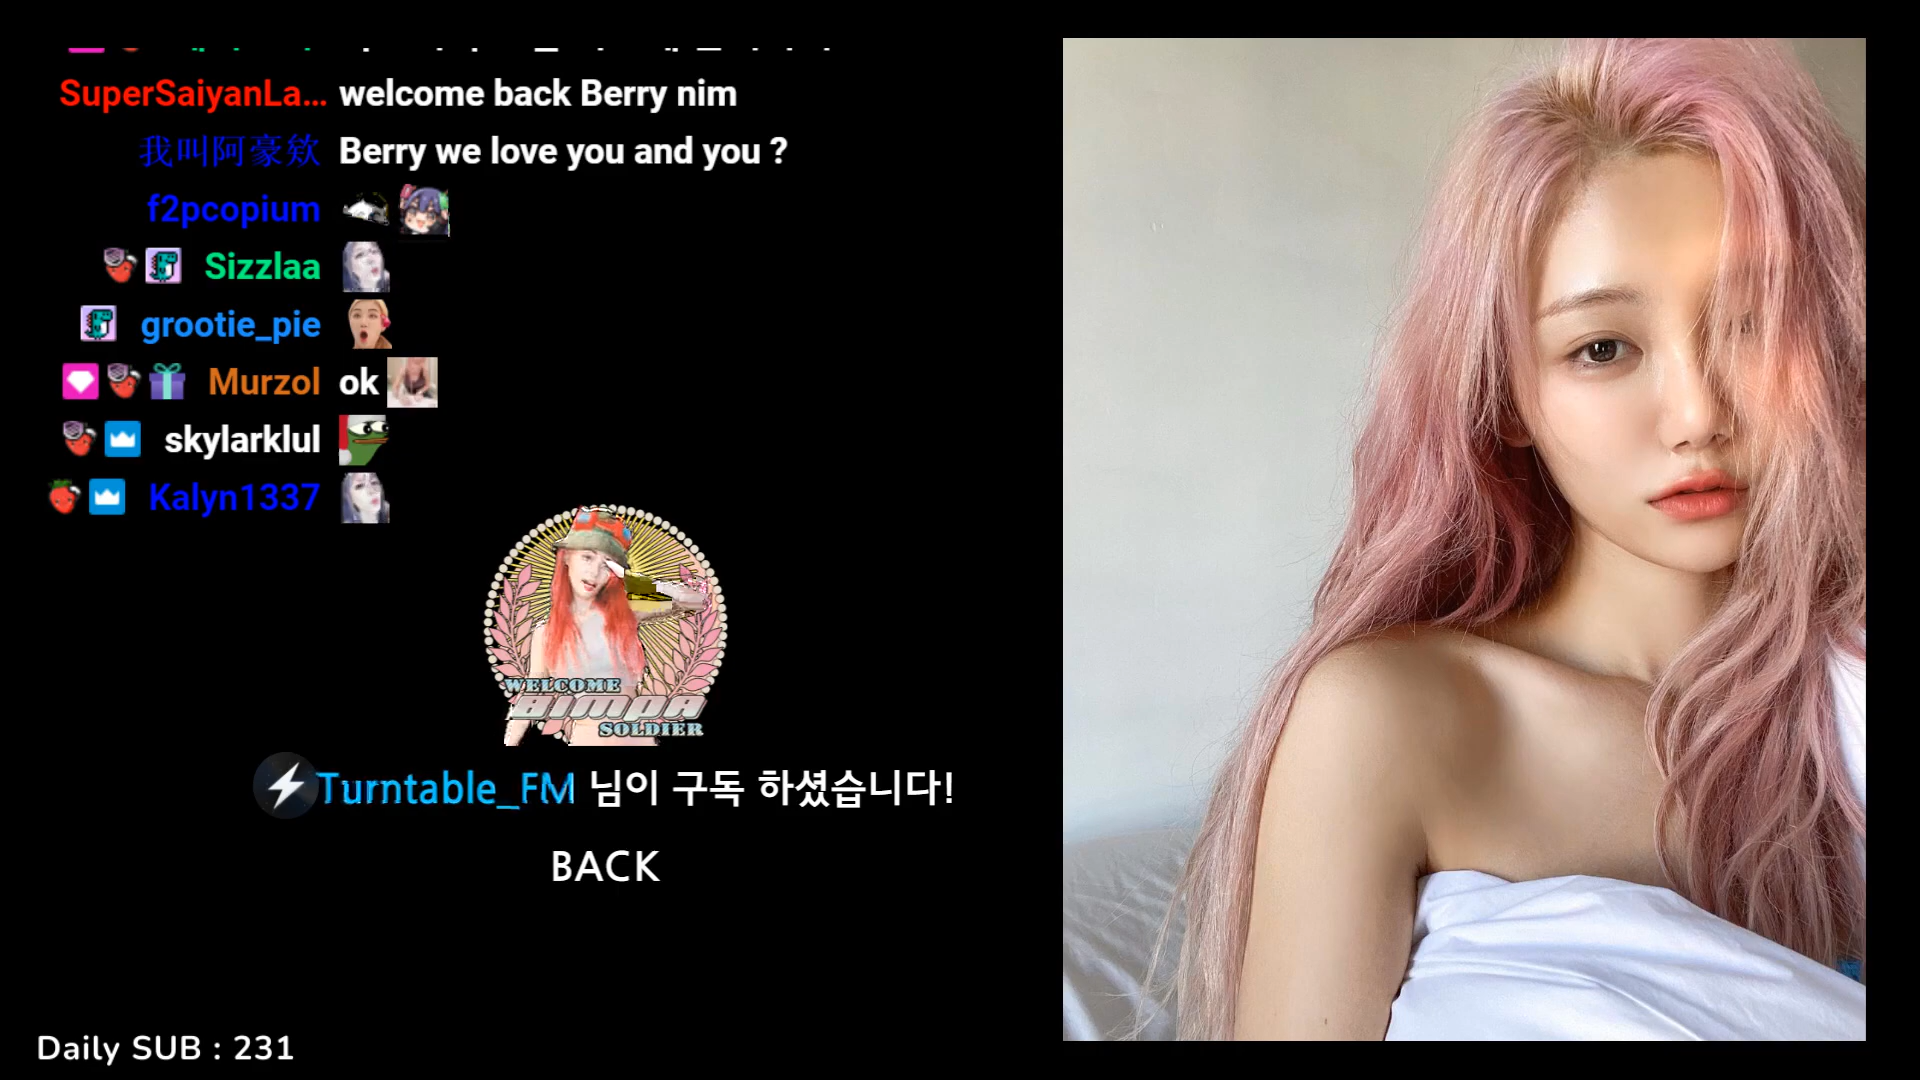 SuperSaiyanLa... welcome back Berry nim
我叫阿豪欸 Berry we love you and you ?
f2pcopium
Sizzlaa
grootie_pie
Murzol ok
skylarklul
Kalyn1337
WELCOME
BIMPA
SOLDIER
Turntable_FM 님이 구독 하셨습니다!
BACK
Daily SUB : 231